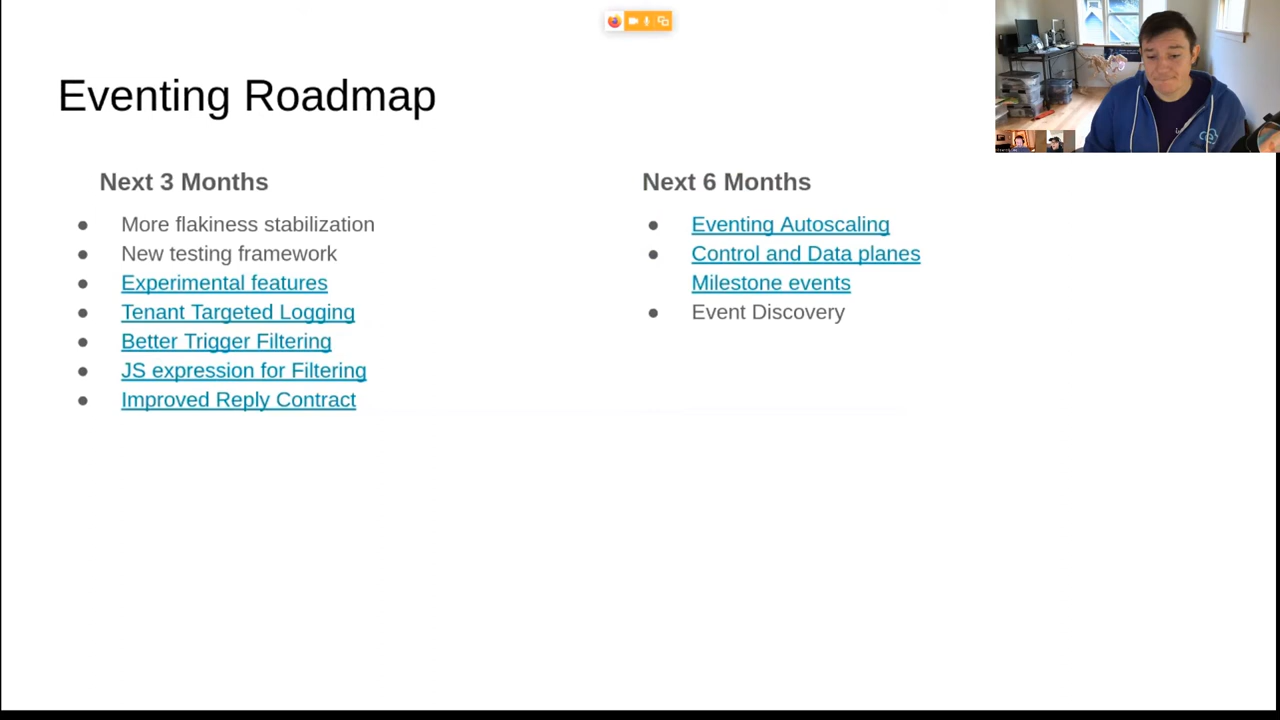 Eventing Roadmap
Next 3 Months
More flakiness stabilization
New testing framework
Experimental features
Tenant Targeted Logging
Better Trigger Filtering
JS expression for Filtering
Improved Reply Contract
Next 6 Months
Eventing Autoscaling
Control and Data planes
Milestone events
Event Discovery